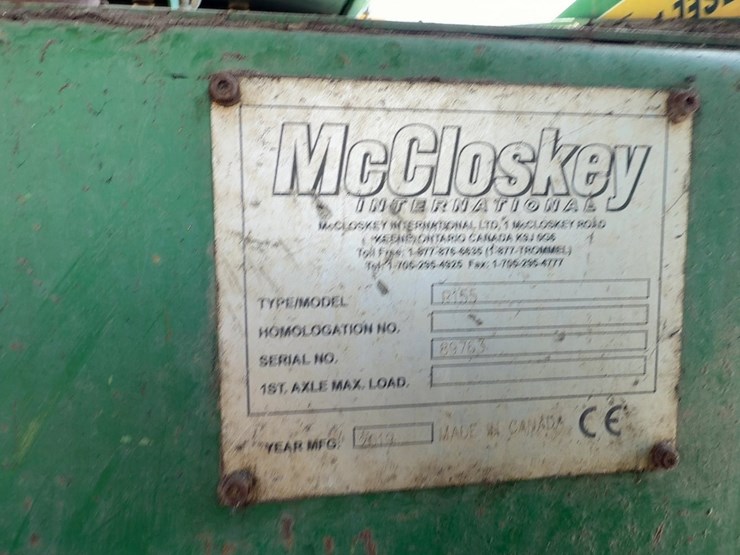 McCloskey
INTERNATIONAL
McCLOSKEY INTERNATIONAL LTD, 1 McCLOSKEY ROAD
KEENE, ONTARIO CANADA K9J 0G6
Toll Free: 1-877-876-6635 (1-877-TROMMEL)
Tel: 1-705-295-4925 Fax: 1-705-295-4777
TYPE/MODEL R155
HOMOLOGATION NO.
SERIAL NO. 89763
1ST. AXLE MAX. LOAD.
YEAR MFG. 2019 MADE IN CANADA CE